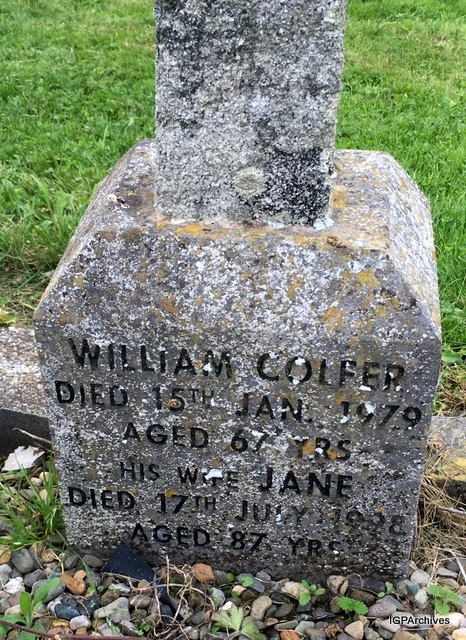 WILLIAM COLFER
DIED 15TH JAN. 1979
AGED 67 YRS
HIS WIFE JANE
DIED 17TH JULY
AGED 87 YRS
IGPArchives